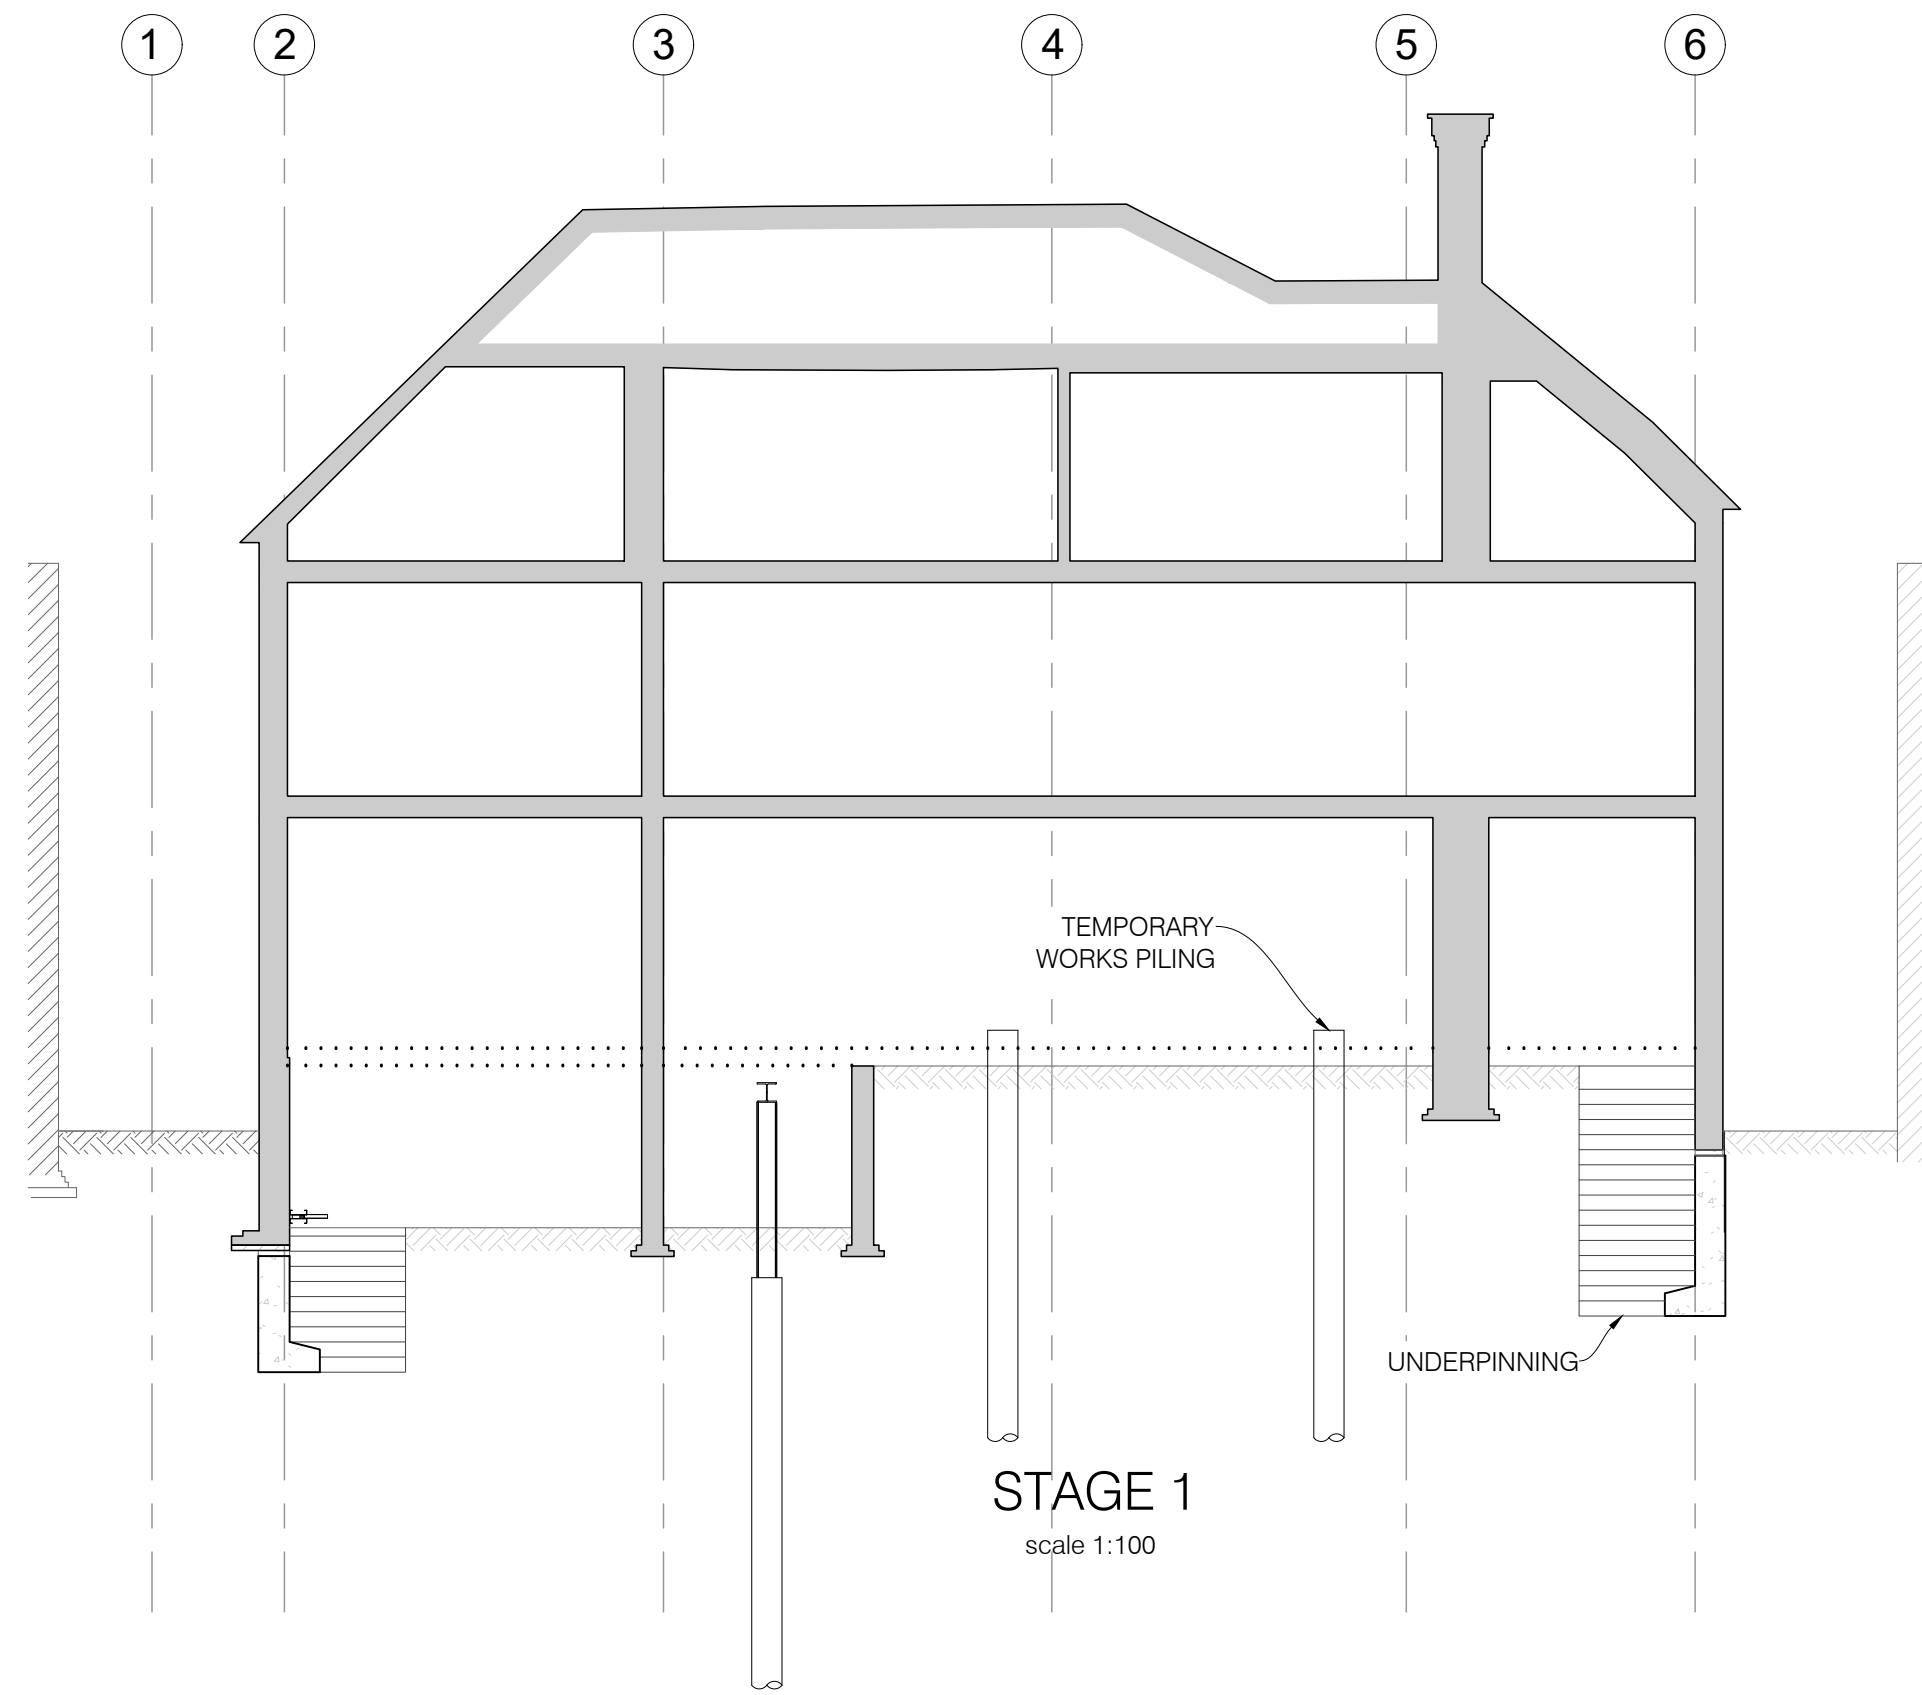 1 2 3 4 5 6
TEMPORARY
WORKS PILING
UNDERPINNING
STAGE 1
scale 1:100